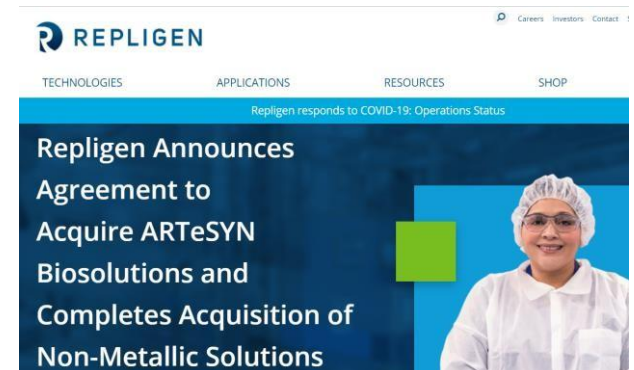 REPLIGEN
Careers Investors Contact
TECHNOLOGIES APPLICATIONS RESOURCES SHOP
Repligen responds to COVID-19: Operations Status
Repligen Announces
Agreement to
Acquire ARTeSYN
Biosolutions and
Completes Acquisition of
Non-Metallic Solutions